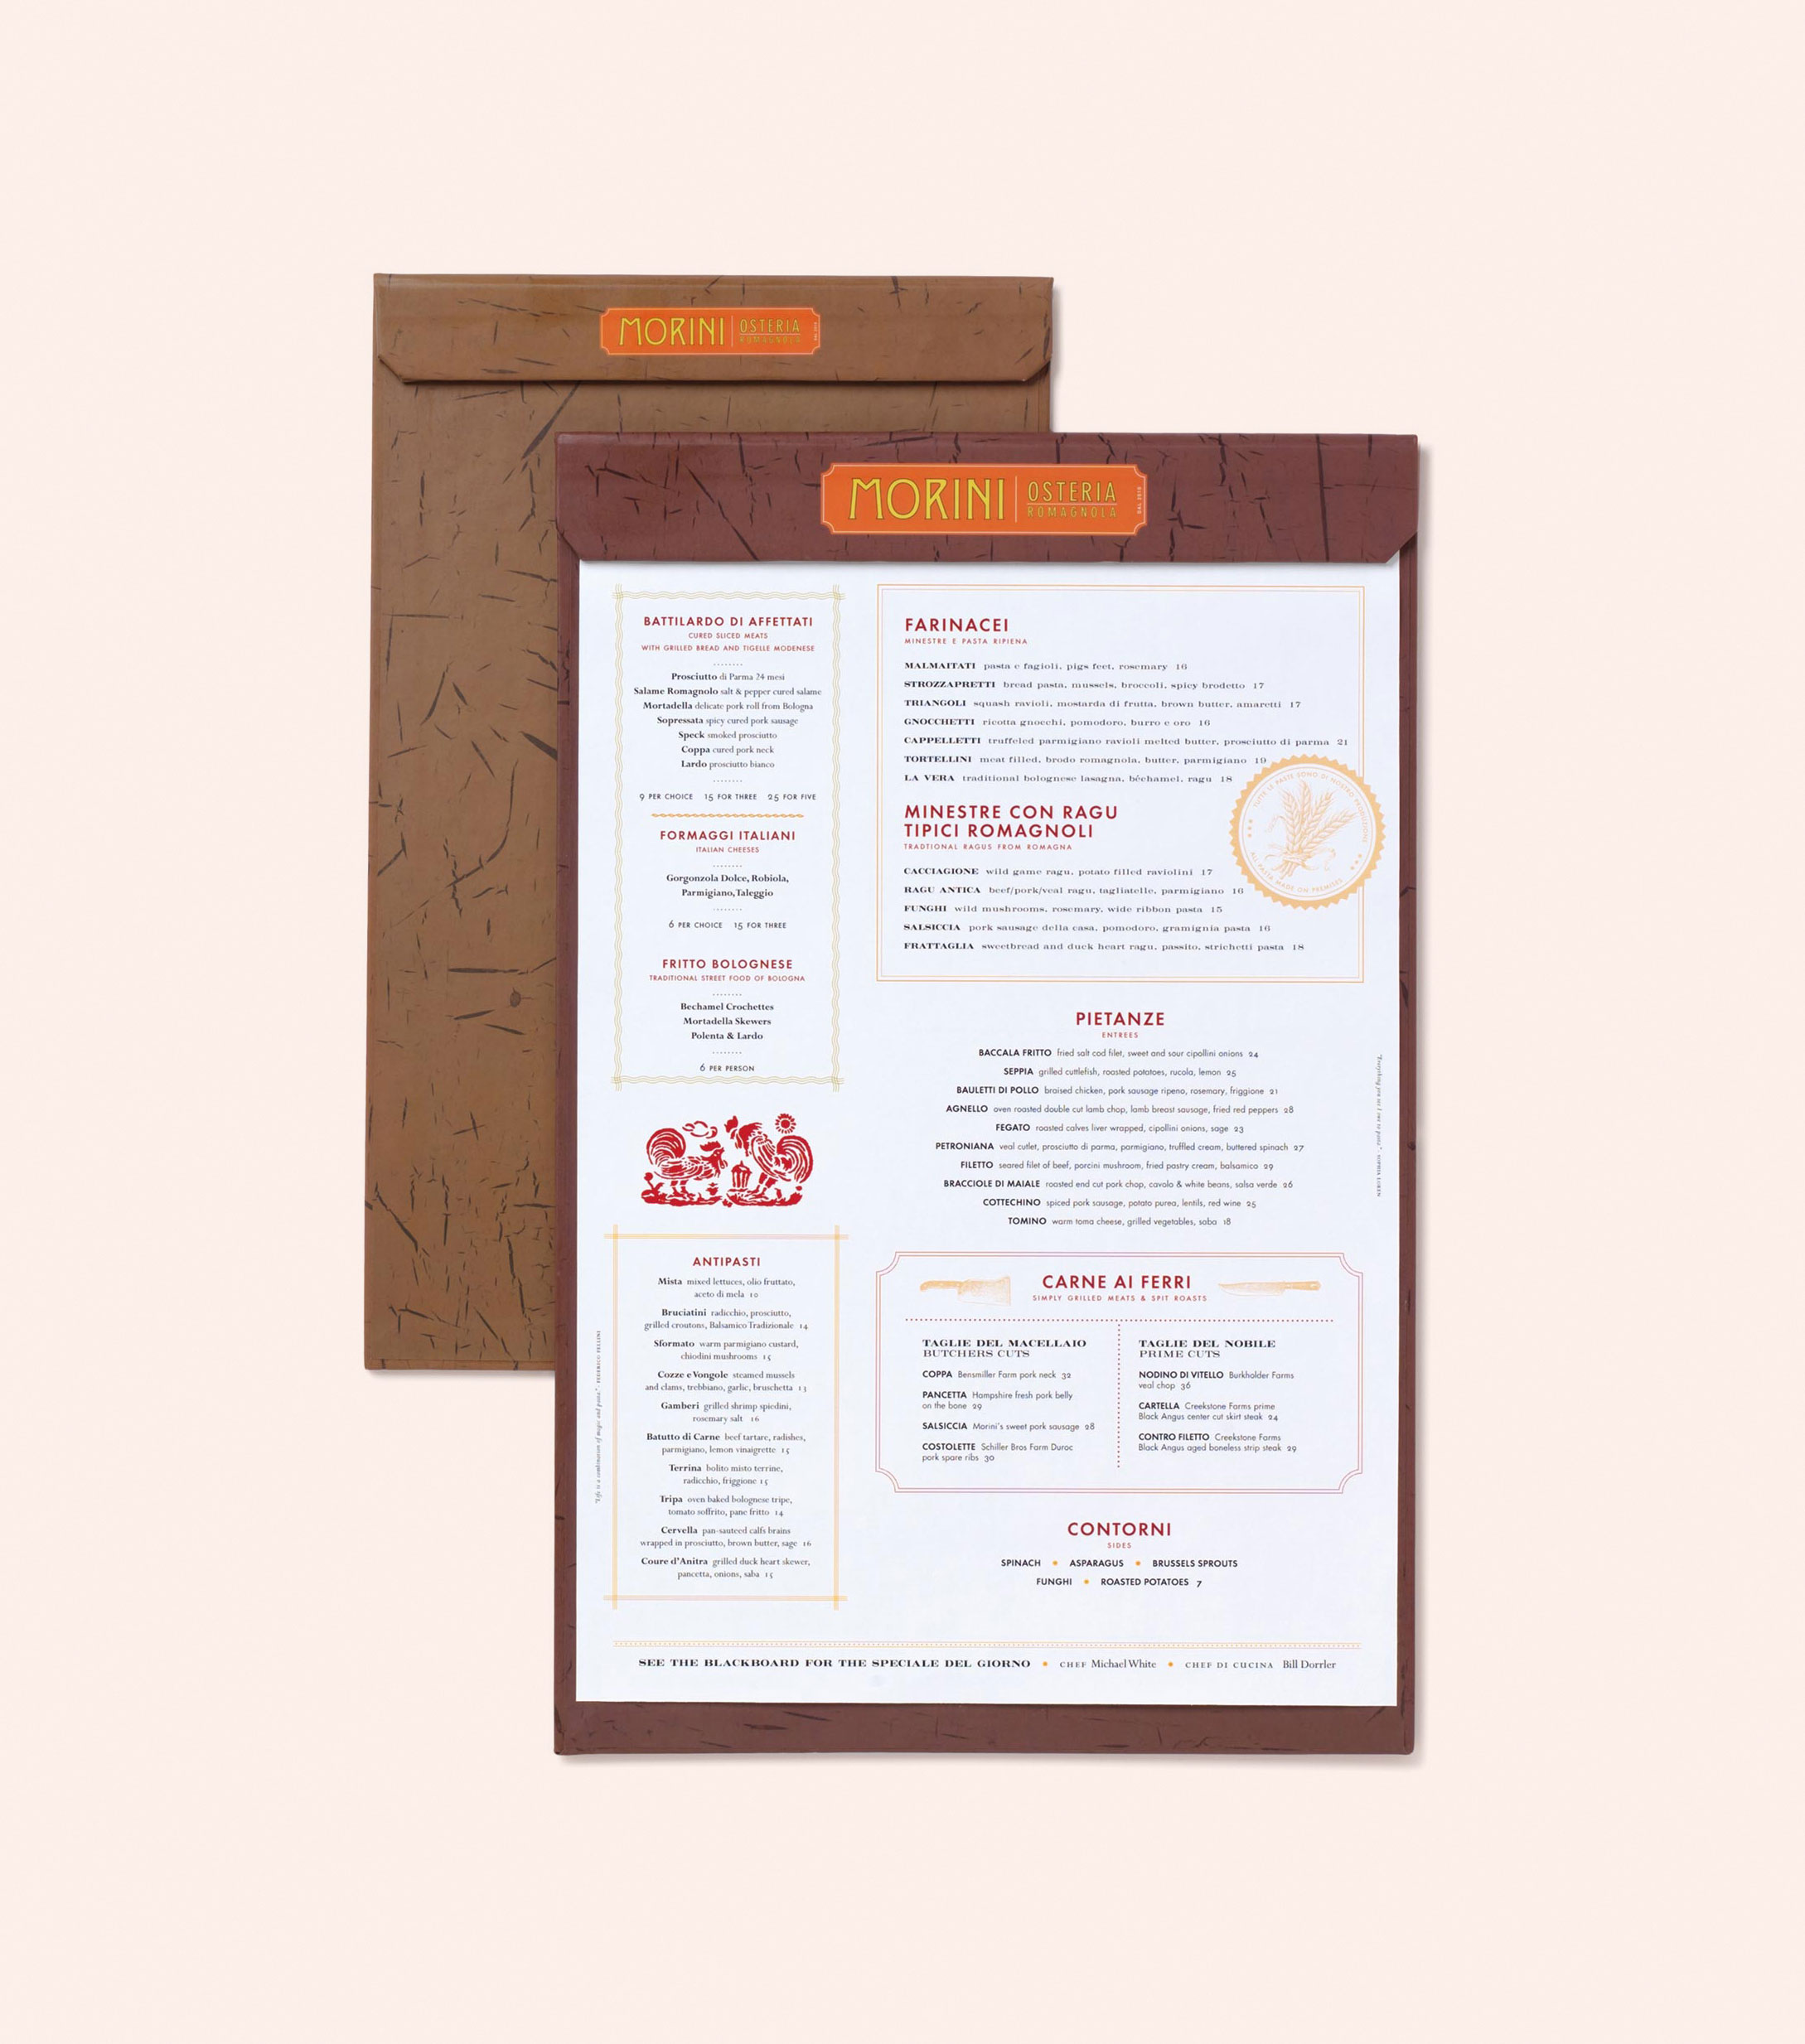 MORINI OSTERIA
ROMAGNOLA
MORINI OSTERIA
ROMAGNOLA
DAL 2010
BATTILARDO DI AFFETTATI
CURED SLICED MEATS
WITH GRILLED BREAD AND TIGELLE MODENESE
Prosciutto di Parma 24 mesi
Salame Romagnolo salt & pepper cured salame
Mortadella delicate pork roll from Bologna
Sopressata spicy cured pork sausage
Speck smoked prosciutto
Coppa cured pork neck
Lardo prosciutto bianco
9 PER CHOICE 15 FOR THREE 25 FOR FIVE
FORMAGGI ITALIANI
ITALIAN CHEESES
Gorgonzola Dolce, Robiola,
Parmigiano, Taleggio
6 PER CHOICE 15 FOR THREE
FRITTO BOLOGNESE
TRADITIONAL STREET FOOD OF BOLOGNA
Bechamel Crochettes
Mortadella Skewers
Polenta & Lardo
6 PER PERSON
ANTIPASTI
Mista mixed lettuces, olio fruttato,
aceto di mela 10
Bruciatini radicchio, prosciutto,
grilled croutons, Balsamico Tradizionale 14
Sformato warm parmigiano custard,
chiodini mushrooms 15
Cozze e Vongole steamed mussels
and clams, trebbiano, garlic, bruschetta 13
Gamberi grilled shrimp spiedini,
rosemary salt 16
Batutto di Carne beef tartare, radishes,
parmigiano, lemon vinaigrette 15
Terrina bolito misto terrine,
radicchio, friggione 15
Tripa oven baked bolognese tripe,
tomato soffrito, pane fritto 14
Cervella pan-sauteed calfs brains
wrapped in prosciutto, brown butter, sage 16
Coure d'Anitra grilled duck heart skewer,
pancetta, onions, saba 15
"Life is a combination of magic and pasta." FEDERICO FELLINI
FARINACEI
MINESTRE E PASTA RIPIENA
MALMAITATI pasta e fagioli, pigs feet, rosemary 16
STROZZAPRETTI bread pasta, mussels, broccoli, spicy brodetto 17
TRIANGOLI squash ravioli, mostarda di frutta, brown butter, amaretti 17
GNOCCHETTI ricotta gnocchi, pomodoro, burro e oro 16
CAPPELLETTI truffeled parmigiano ravioli melted butter, prosciutto di parma 21
TORTELLINI meat filled, brodo romagnola, butter, parmigiano 19
LA VERA traditional bolognese lasagna, béchamel, ragu 18
MINESTRE CON RAGU
TIPICI ROMAGNOLI
TRADTIONAL RAGUS FROM ROMAGNA
CACCIAGIONE wild game ragu, potato filled raviolini 17
RAGU ANTICA beef/pork/veal ragu, tagliatelle, parmigiano 16
FUNGHI wild mushrooms, rosemary, wide ribbon pasta 15
SALSICCIA pork sausage della casa, pomodoro, gramignia pasta 16
FRATTAGLIA sweetbread and duck heart ragu, passito, strichetti pasta 18
TUTTE LE PASTE SONO DI NOSTRO PRODUZIONE
ALL PASTA MADE ON PREMISES
PIETANZE
ENTREES
BACCALA FRITTO fried salt cod filet, sweet and sour cipollini onions 24
SEPPIA grilled cuttlefish, roasted potatoes, rucola, lemon 25
BAULETTI DI POLLO braised chicken, pork sausage ripeno, rosemary, friggione 21
AGNELLO oven roasted double cut lamb chop, lamb breast sausage, fried red peppers 28
FEGATO roasted calves liver wrapped, cipollini onions, sage 23
PETRONIANA veal cutlet, prosciutto di parma, parmigiano, truffled cream, buttered spinach 27
FILETTO seared filet of beef, porcini mushroom, fried pastry cream, balsamico 29
BRACCIOLE DI MAIALE roasted end cut pork chop, cavolo & white beans, salsa verde 26
COTTECHINO spiced pork sausage, potato purea, lentils, red wine 25
TOMINO warm toma cheese, grilled vegetables, saba 18
CARNE AI FERRI
SIMPLY GRILLED MEATS & SPIT ROASTS
TAGLIE DEL MACELLAIO
BUTCHERS CUTS
COPPA Bensmiller Farm pork neck 32
PANCETTA Hampshire fresh pork belly
on the bone 29
SALSICCIA Morini's sweet pork sausage 28
COSTOLETTE Schiller Bros Farm Duroc
pork spare ribs 30
TAGLIE DEL NOBILE
PRIME CUTS
NODINO DI VITELLO Burkholder Farms
veal chop 36
CARTELLA Creekstone Farms prime
Black Angus center cut skirt steak 24
CONTRO FILETTO Creekstone Farms
Black Angus aged boneless strip steak 29
CONTORNI
SIDES
SPINACH • ASPARAGUS • BRUSSELS SPROUTS
FUNGHI • ROASTED POTATOES 7
"Everything you see I owe to pasta." SOPHIA LOREN
SEE THE BLACKBOARD FOR THE SPECIALE DEL GIORNO • CHEF Michael White • CHEF DI CUCINA Bill Dorrler